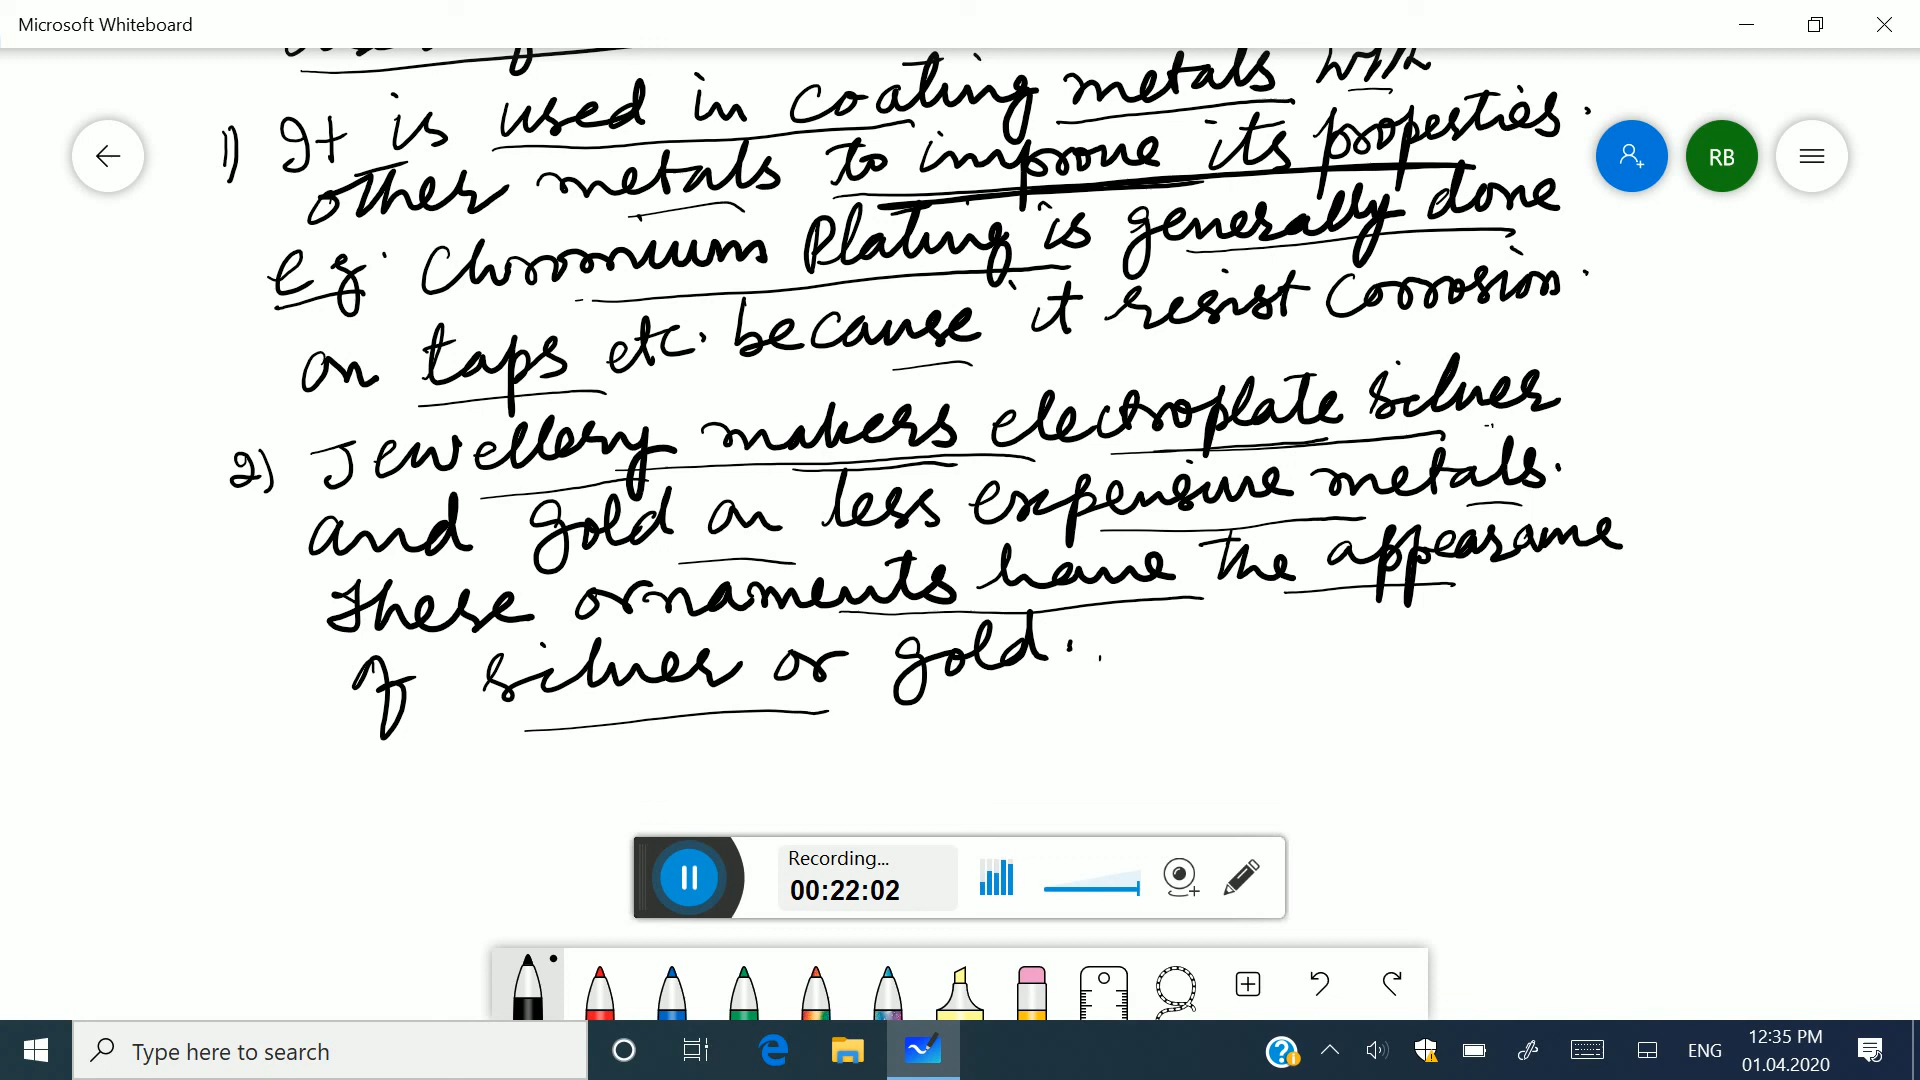 Microsoft Whiteboard
1) It is used in coating metals with
other metals to improve its properties.
eg. Chromium Plating is generally done
on taps etc. because it resist corrosion.
2) Jewellery makers electroplate silver
and gold on less expensive metals.
These ornaments have the appearance
of silver or gold.
RB
Recording...
00:22:02
Type here to search
ENG
12:35 PM
01.04.2020